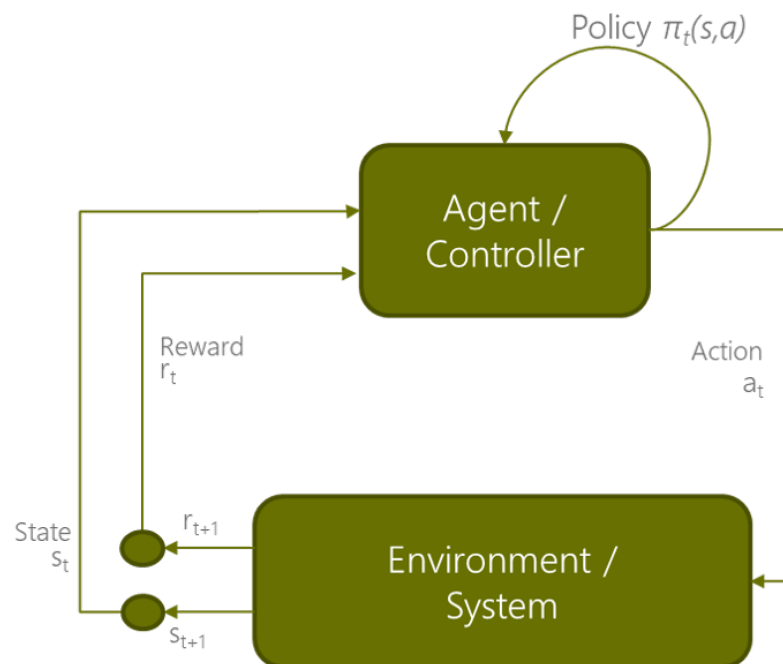 Policy πₜ(s,a)
Agent /
Controller
Reward
rₜ
Action
aₜ
State
sₜ
rₜ₊₁
Environment /
System
sₜ₊₁